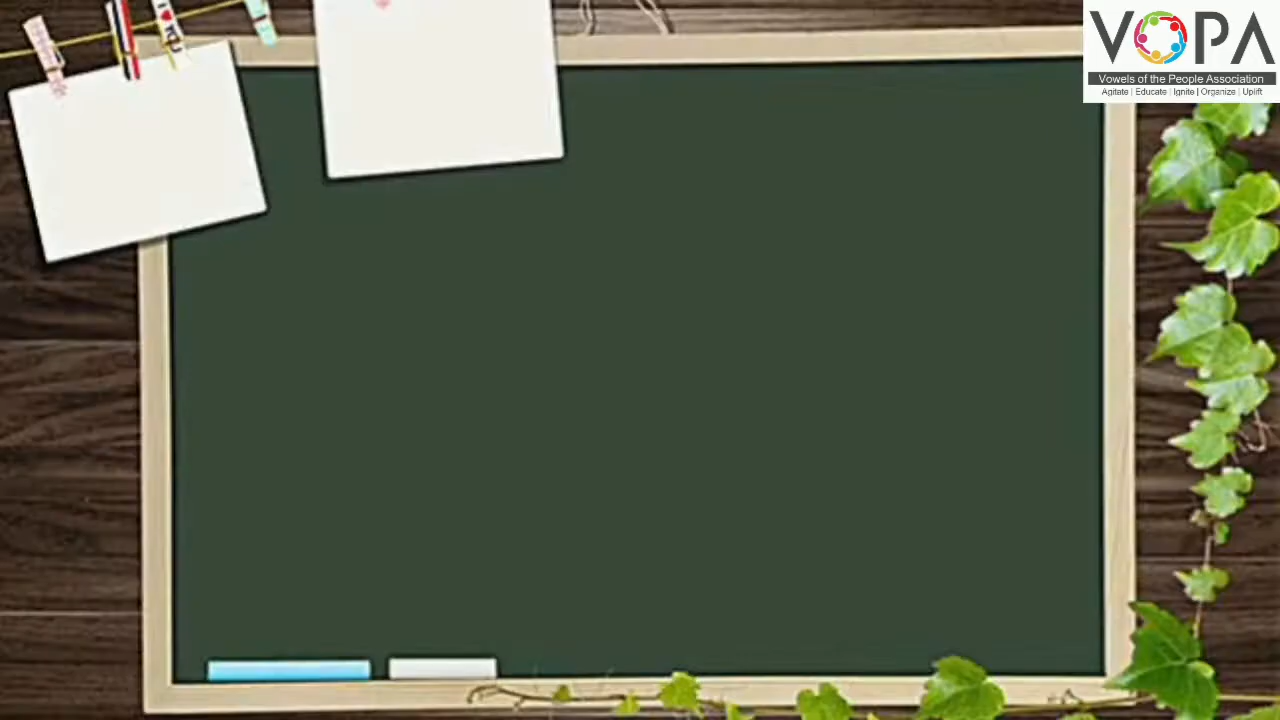 VOPA
Vowels of the People Association
Agitate | Educate | Ignite | Organize | Uplift